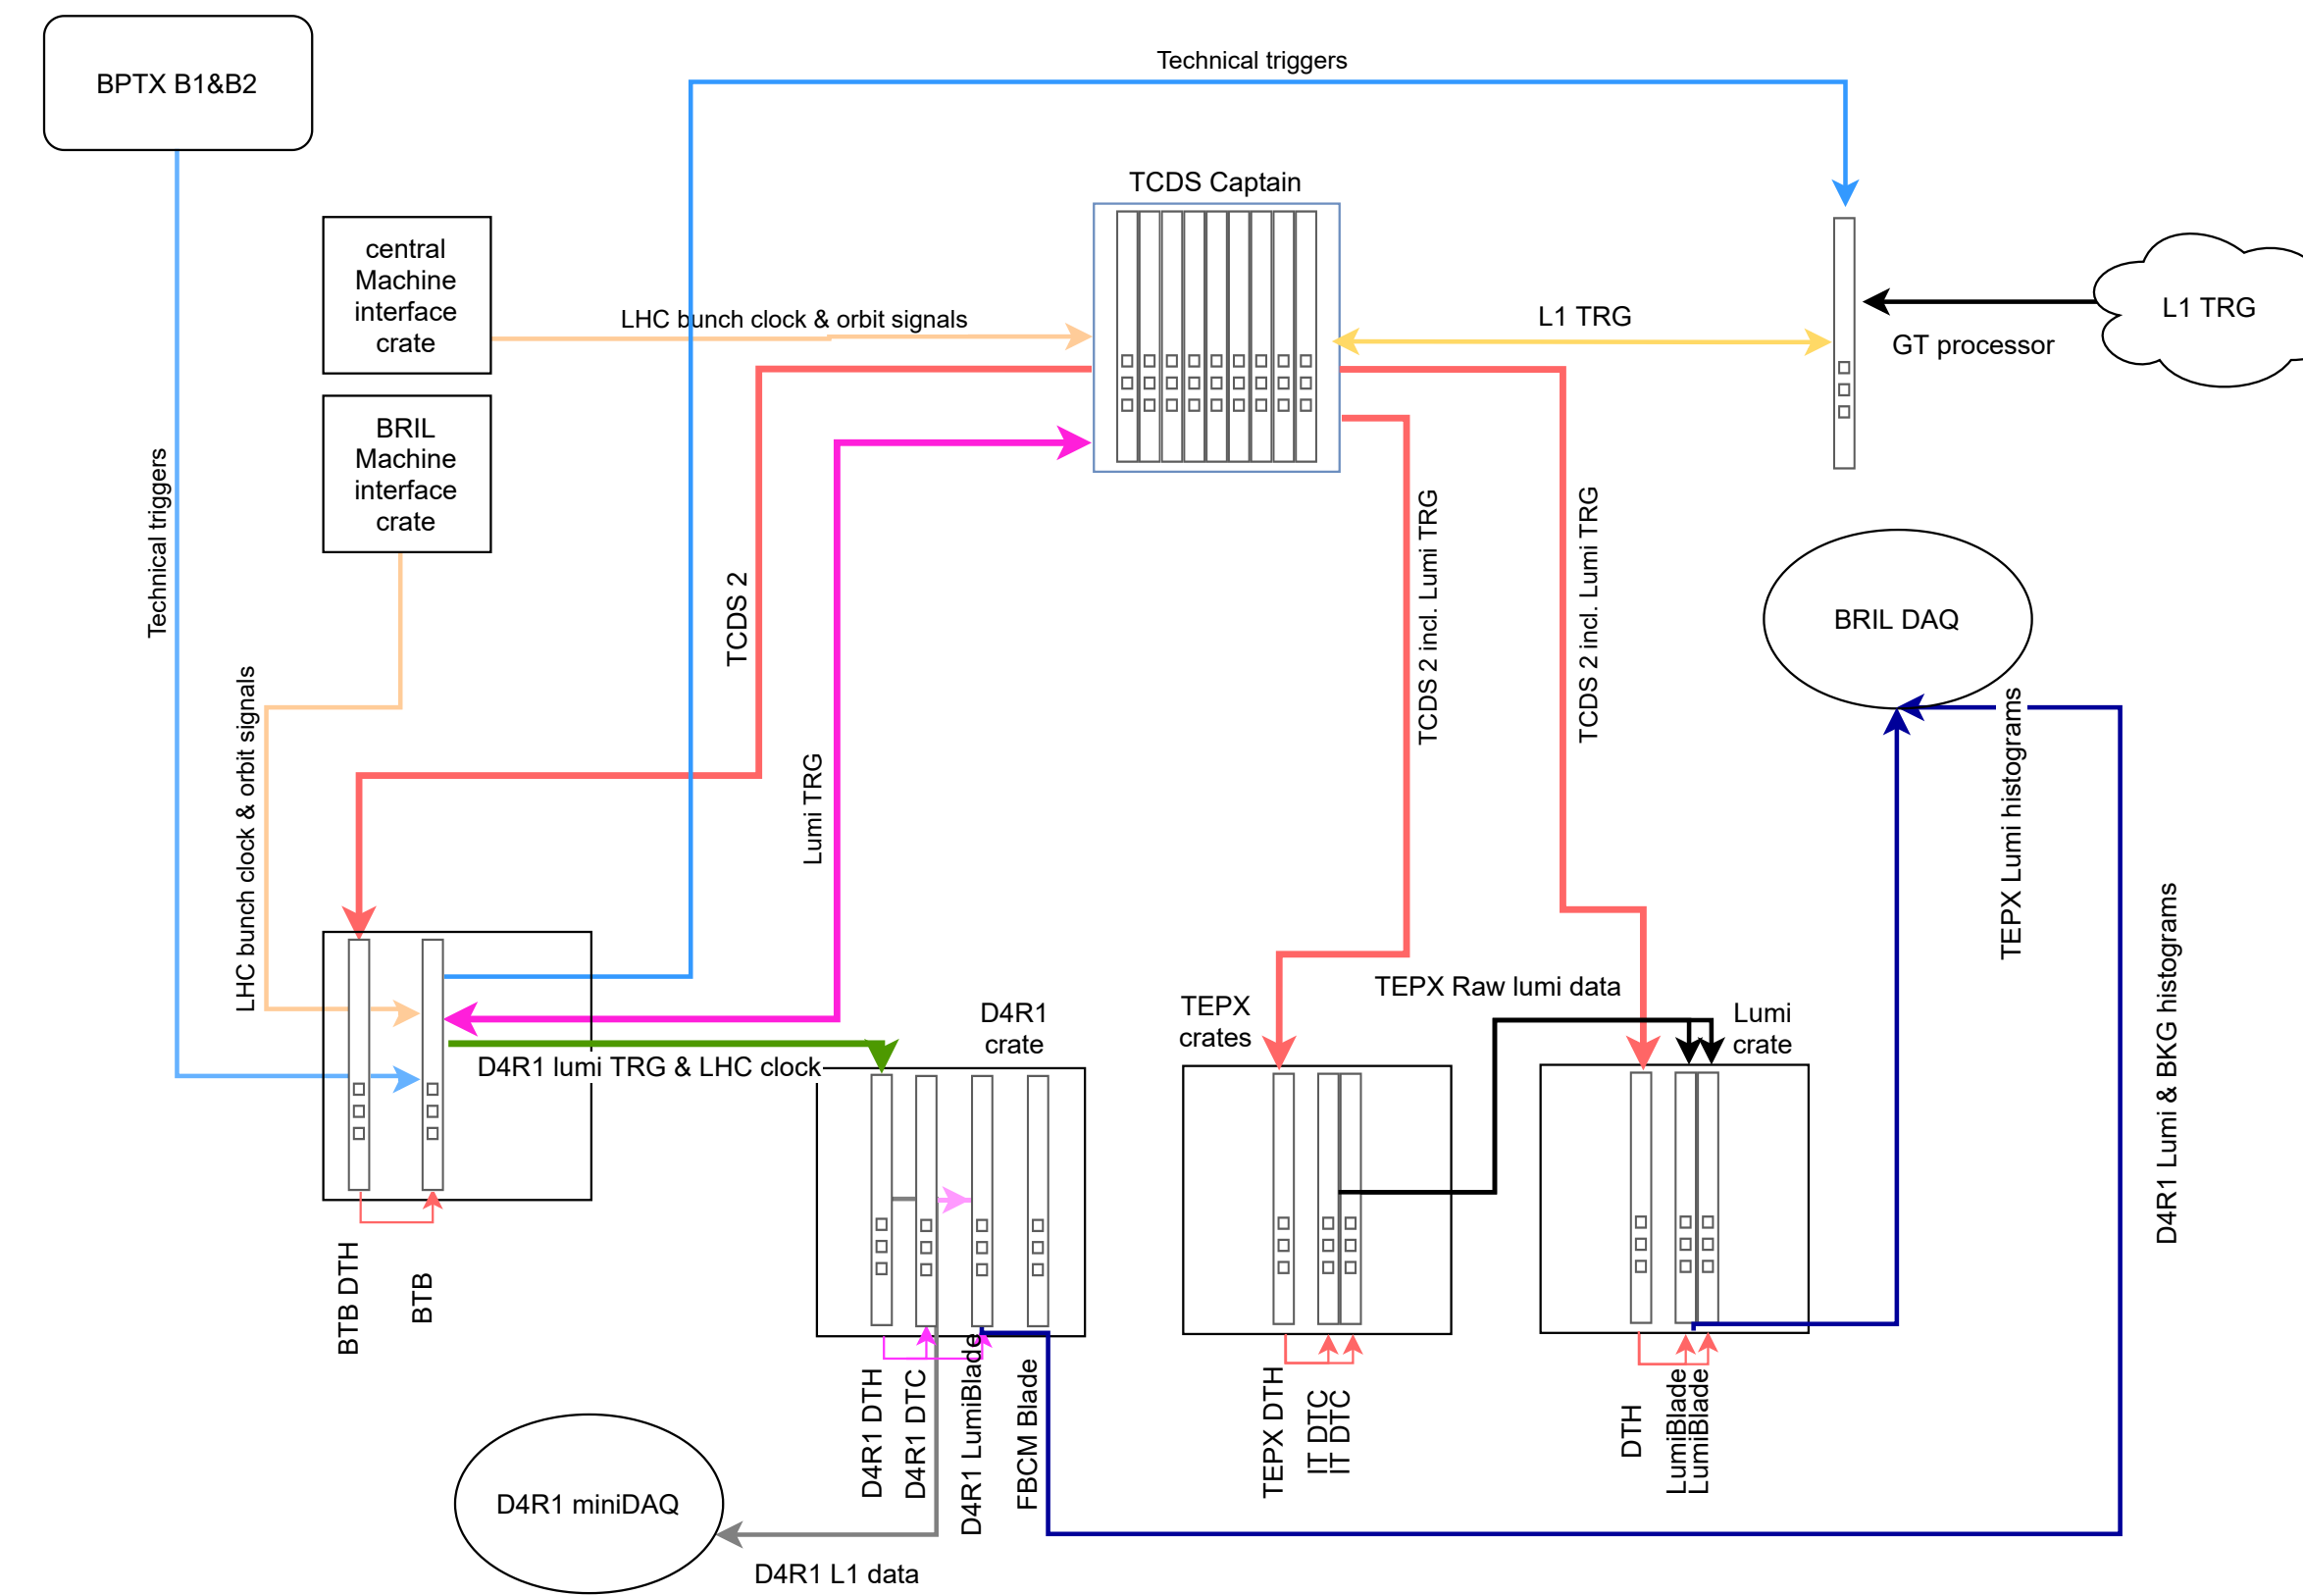 Technical triggers
BPTX B1&B2
TCDS Captain
central
Machine
interface
crate
LHC bunch clock & orbit signals
L1 TRG
L1 TRG
GT processor
BRIL
Machine
interface
crate
Technical triggers
TCDS 2
TCDS 2 incl. Lumi TRG
TCDS 2 incl. Lumi TRG
BRIL DAQ
LHC bunch clock & orbit signals
Lumi TRG
TEPX Lumi histograms
D4R1 Lumi & BKG histograms
TEPX Raw lumi data
D4R1
crate
TEPX
crates
Lumi
crate
D4R1 lumi TRG & LHC clock
BTB DTH
BTB
D4R1 DTH
D4R1 DTC
D4R1 LumiBlade
FBCM Blade
TEPX DTH
IT DTC
IT DTC
DTH
LumiBlade
LumiBlade
D4R1 miniDAQ
D4R1 L1 data